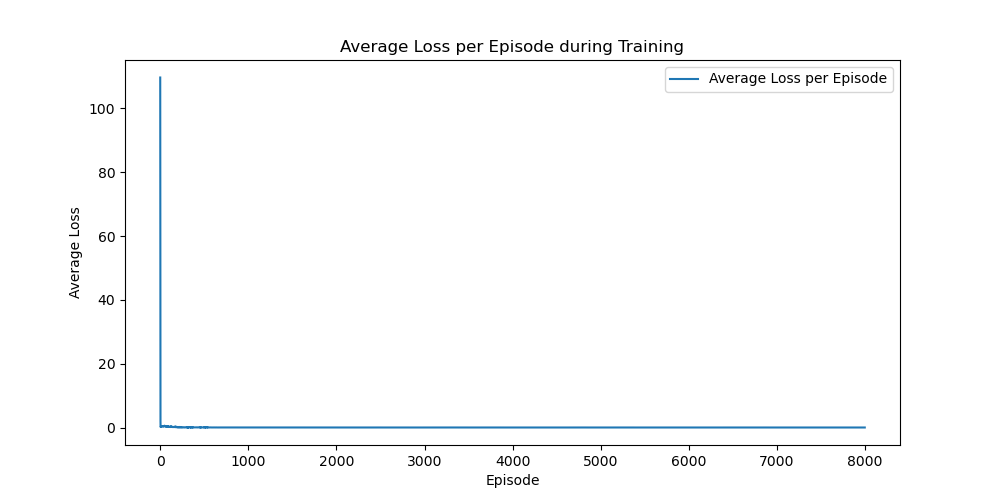 Average Loss per Episode during Training
Average Loss per Episode
100
80
60
40
20
0
Average Loss
0 1000 2000 3000 4000 5000 6000 7000 8000
Episode